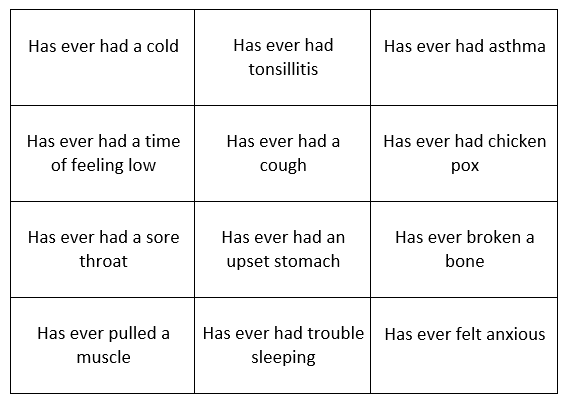 Has ever had a cold
Has ever had
tonsillitis
Has ever had asthma
Has ever had a time
of feeling low
Has ever had a
cough
Has ever had chicken
pox
Has ever had a sore
throat
Has ever had an
upset stomach
Has ever broken a
bone
Has ever pulled a
muscle
Has ever had trouble
sleeping
Has ever felt anxious